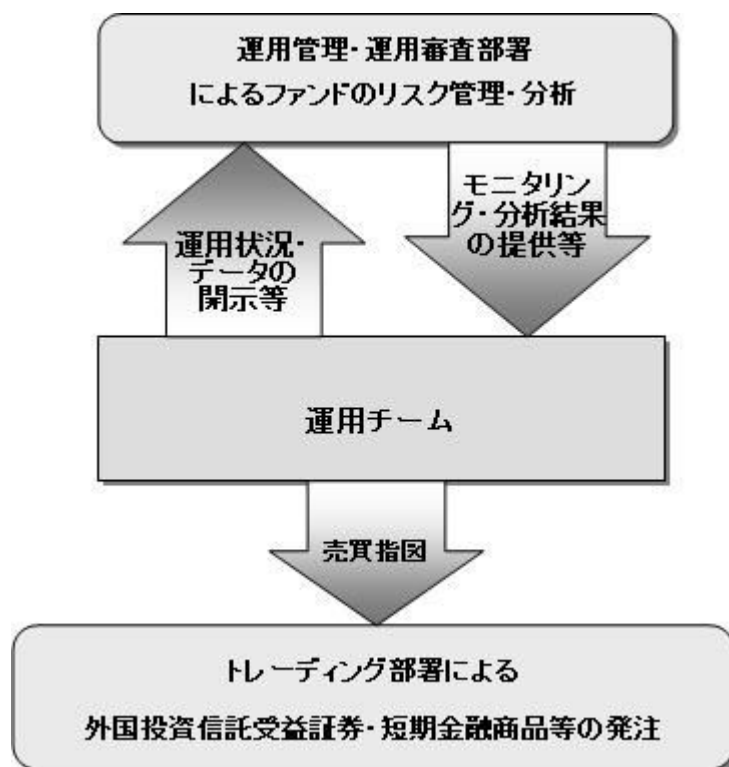 運用管理・運用審査部署
によるファンドのリスク管理・分析
運用状況・
データの
開示等
モニタリン
グ・分析結果
の提供等
運用チーム
売買指図
トレーディング部署による
外国投資信託受益証券・短期金融商品等の発注